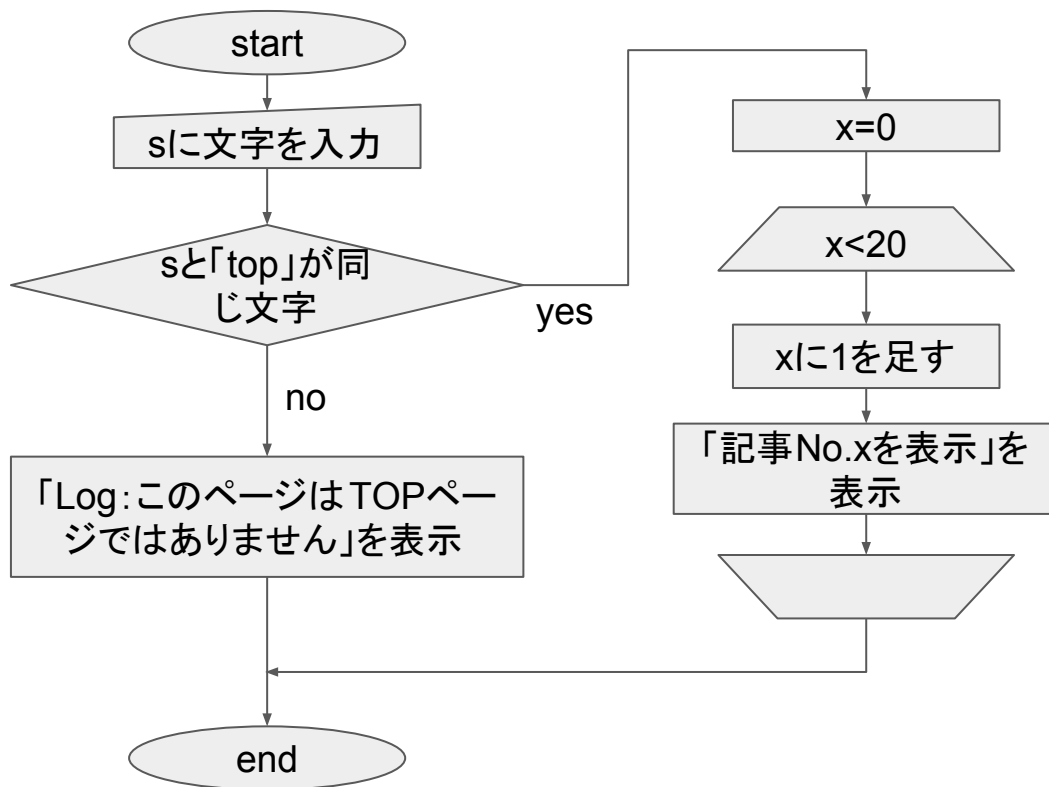 start
sに文字を入力
sと｢top｣が同
じ文字
yes
no
｢Log：このページはTOPペー
ジではありません｣を表示
x=0
x<20
xに1を足す
｢記事No.xを表示｣を
表示
end